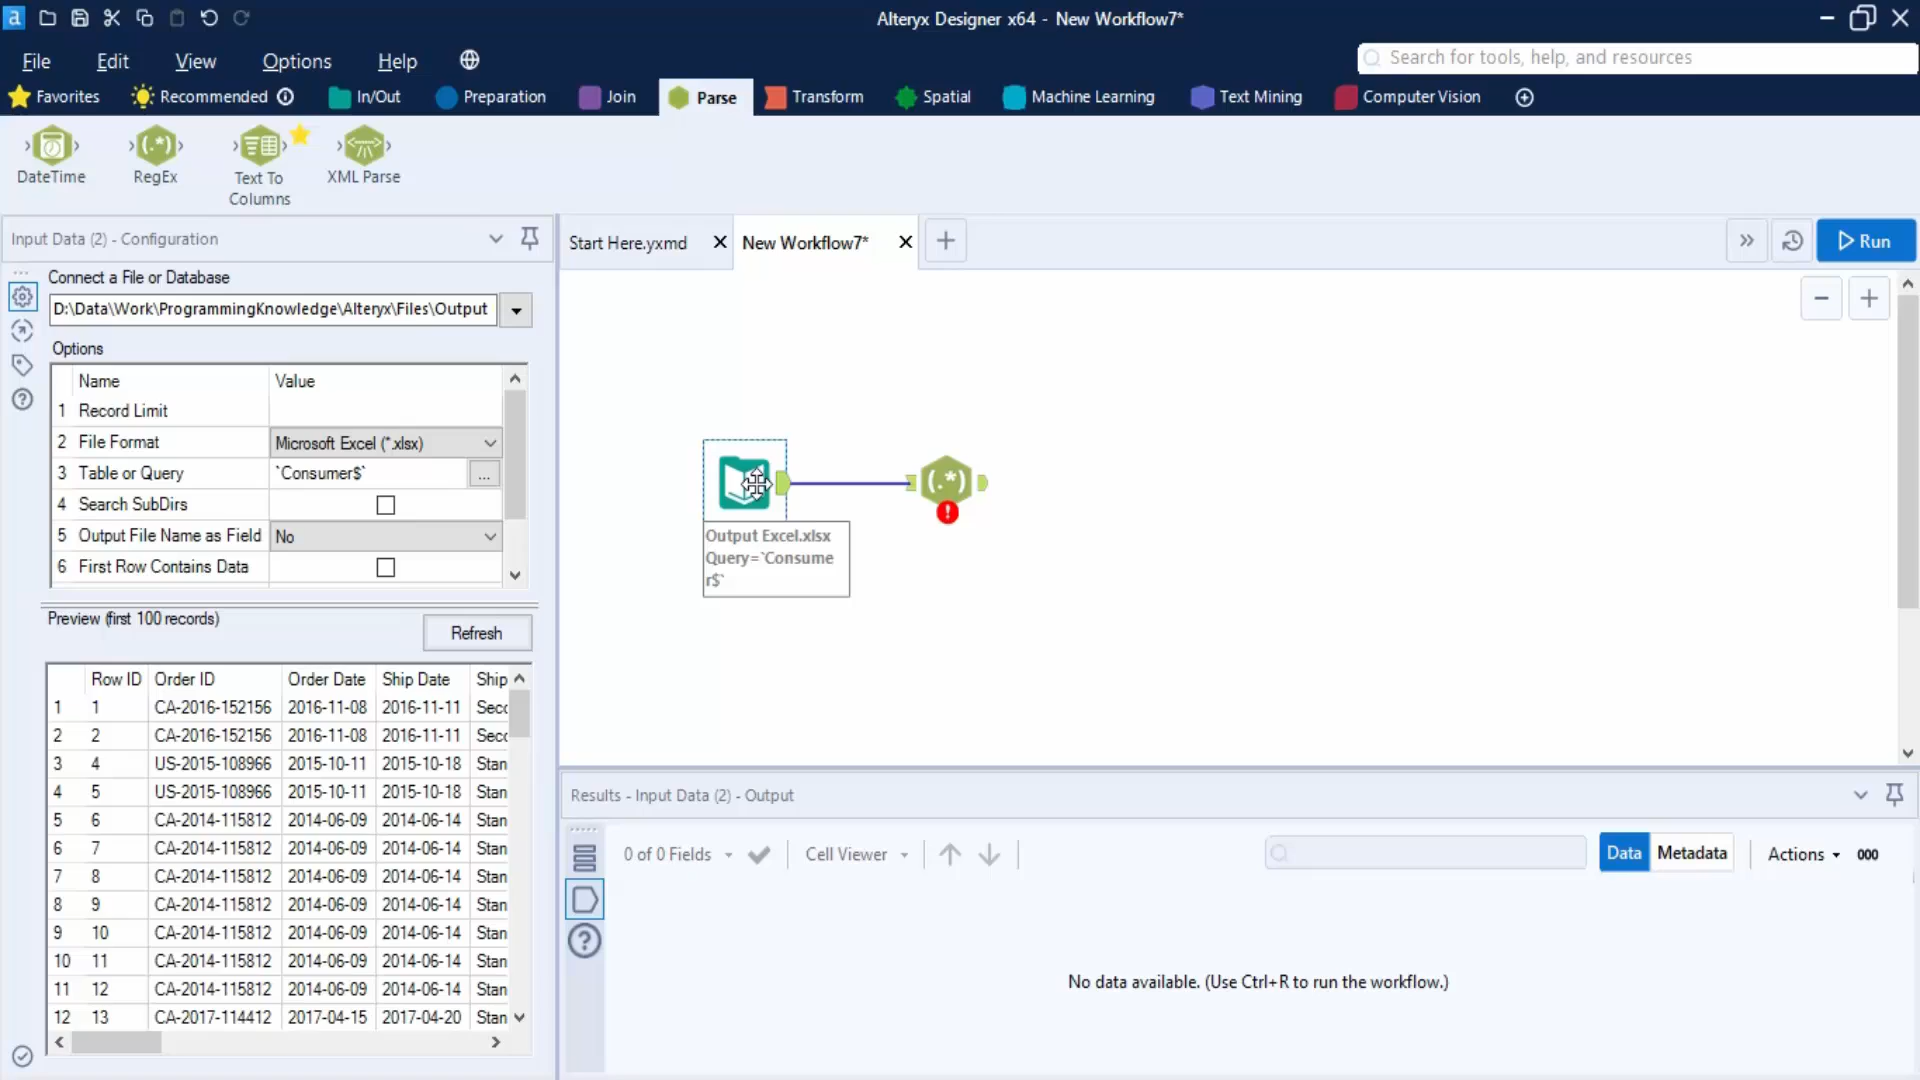 a
Alteryx Designer x64 - New Workflow7*
File Edit View Options Help
Search for tools, help, and resources
Favorites Recommended In/Out Preparation Join Parse Transform Spatial Machine Learning Text Mining Computer Vision
DateTime
RegEx
Text To
Columns
XML Parse
Input Data (2) - Configuration
Start Here.yxmd
New Workflow7*
Run
Connect a File or Database
D:\Data\Work\ProgrammingKnowledge\Alteryx\Files\Output
Options
Name Value
1 Record Limit
2 File Format Microsoft Excel (*.xlsx)
3 Table or Query `Consumer$` ...
4 Search SubDirs
5 Output File Name as Field No
6 First Row Contains Data
(.*)
Output Excel.xlsx
Query=`Consume
r$`
Preview (first 100 records)
Refresh
Row ID Order ID Order Date Ship Date Ship
1 1 CA-2016-152156 2016-11-08 2016-11-11 Seco
2 2 CA-2016-152156 2016-11-08 2016-11-11 Seco
3 4 US-2015-108966 2015-10-11 2015-10-18 Stan
4 5 US-2015-108966 2015-10-11 2015-10-18 Stan
5 6 CA-2014-115812 2014-06-09 2014-06-14 Stan
6 7 CA-2014-115812 2014-06-09 2014-06-14 Stan
7 8 CA-2014-115812 2014-06-09 2014-06-14 Stan
8 9 CA-2014-115812 2014-06-09 2014-06-14 Stan
9 10 CA-2014-115812 2014-06-09 2014-06-14 Stan
10 11 CA-2014-115812 2014-06-09 2014-06-14 Stan
11 12 CA-2014-115812 2014-06-09 2014-06-14 Stan
12 13 CA-2017-114412 2017-04-15 2017-04-20 Stan
Results - Input Data (2) - Output
0 of 0 Fields Cell Viewer Data Metadata Actions 000
No data available. (Use Ctrl+R to run the workflow.)